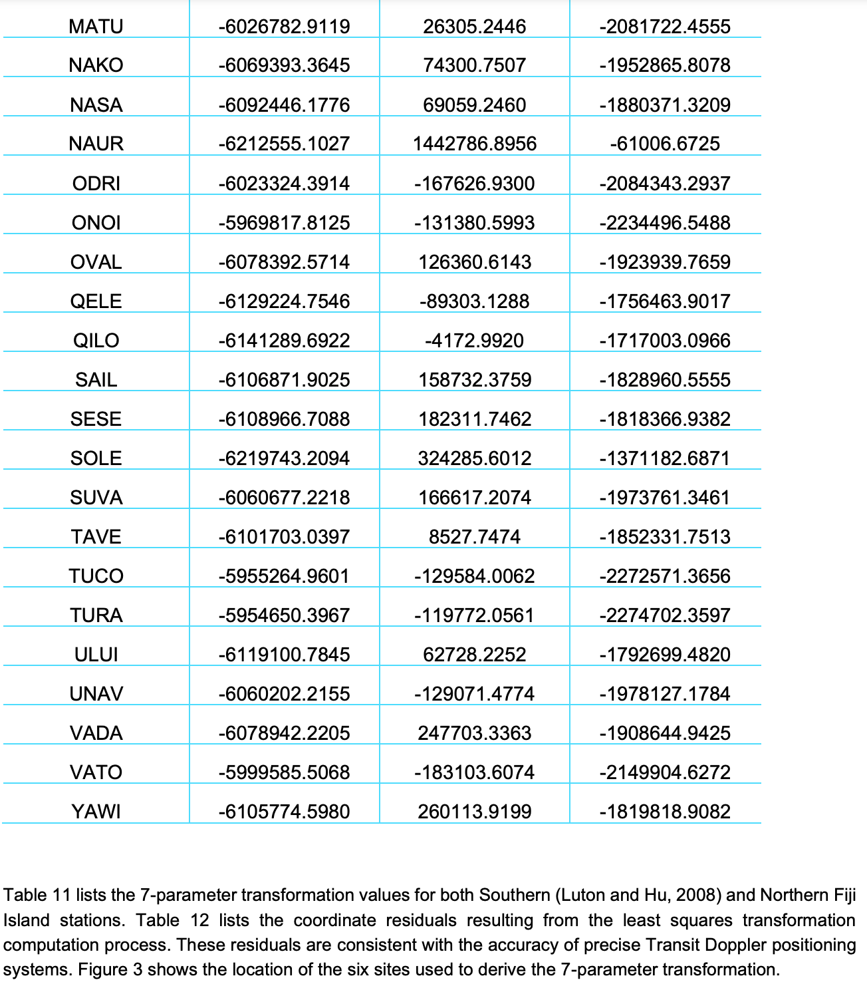 MATU -6026782.9119 26305.2446 -2081722.4555
NAKO -6069393.3645 74300.7507 -1952865.8078
NASA -6092446.1776 69059.2460 -1880371.3209
NAUR -6212555.1027 1442786.8956 -61006.6725
ODRI -6023324.3914 -167626.9300 -2084343.2937
ONOI -5969817.8125 -131380.5993 -2234496.5488
OVAL -6078392.5714 126360.6143 -1923939.7659
QELE -6129224.7546 -89303.1288 -1756463.9017
QILO -6141289.6922 -4172.9920 -1717003.0966
SAIL -6106871.9025 158732.3759 -1828960.5555
SESE -6108966.7088 182311.7462 -1818366.9382
SOLE -6219743.2094 324285.6012 -1371182.6871
SUVA -6060677.2218 166617.2074 -1973761.3461
TAVE -6101703.0397 8527.7474 -1852331.7513
TUCO -5955264.9601 -129584.0062 -2272571.3656
TURA -5954650.3967 -119772.0561 -2274702.3597
ULUI -6119100.7845 62728.2252 -1792699.4820
UNAV -6060202.2155 -129071.4774 -1978127.1784
VADA -6078942.2205 247703.3363 -1908644.9425
VATO -5999585.5068 -183103.6074 -2149904.6272
YAWI -6105774.5980 260113.9199 -1819818.9082
Table 11 lists the 7-parameter transformation values for both Southern (Luton and Hu, 2008) and Northern Fiji
Island stations. Table 12 lists the coordinate residuals resulting from the least squares transformation
computation process. These residuals are consistent with the accuracy of precise Transit Doppler positioning
systems. Figure 3 shows the location of the six sites used to derive the 7-parameter transformation.